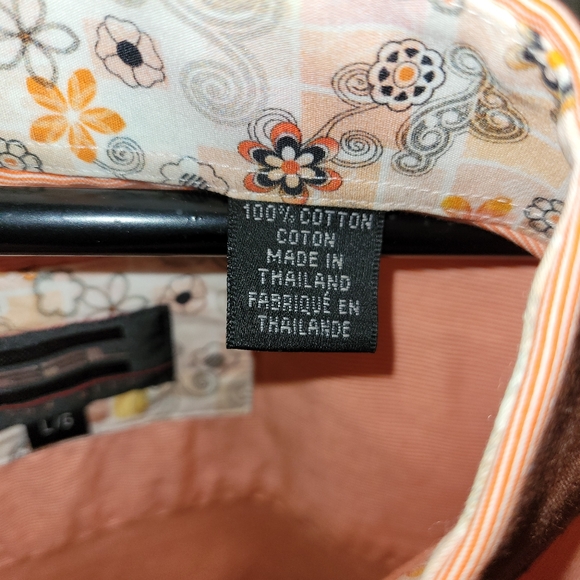 100% COTTON
COTON
MADE IN
THAILAND
FABRIQUÉ EN
THAILANDE
L/G